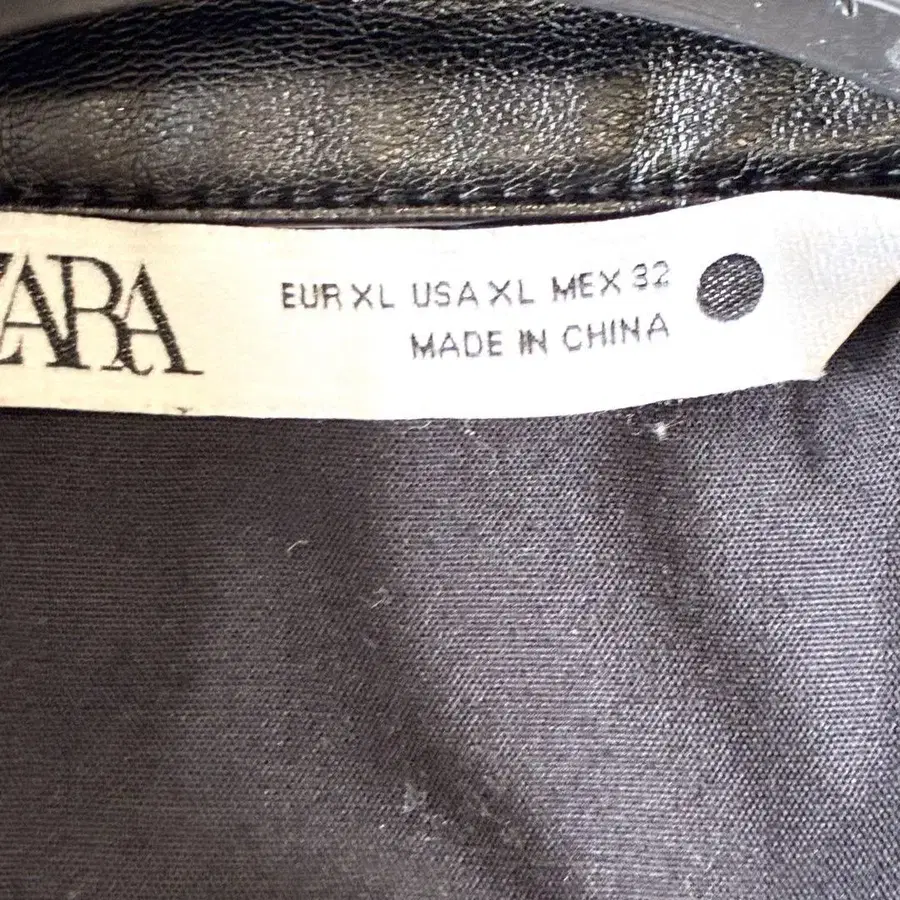 ZARA
EUR XL USA XL MEX 32
MADE IN CHINA